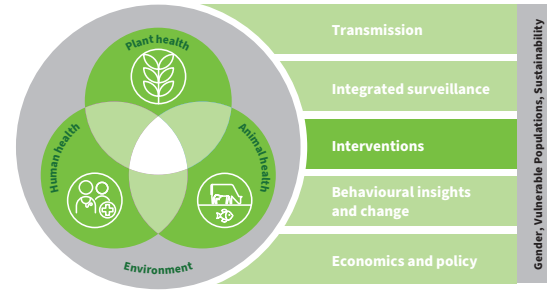 Plant health
Human health
Animal health
Environment
Transmission
Integrated surveillance
Interventions
Behavioural insights
and change
Economics and policy
Gender, Vulnerable Populations, Sustainability